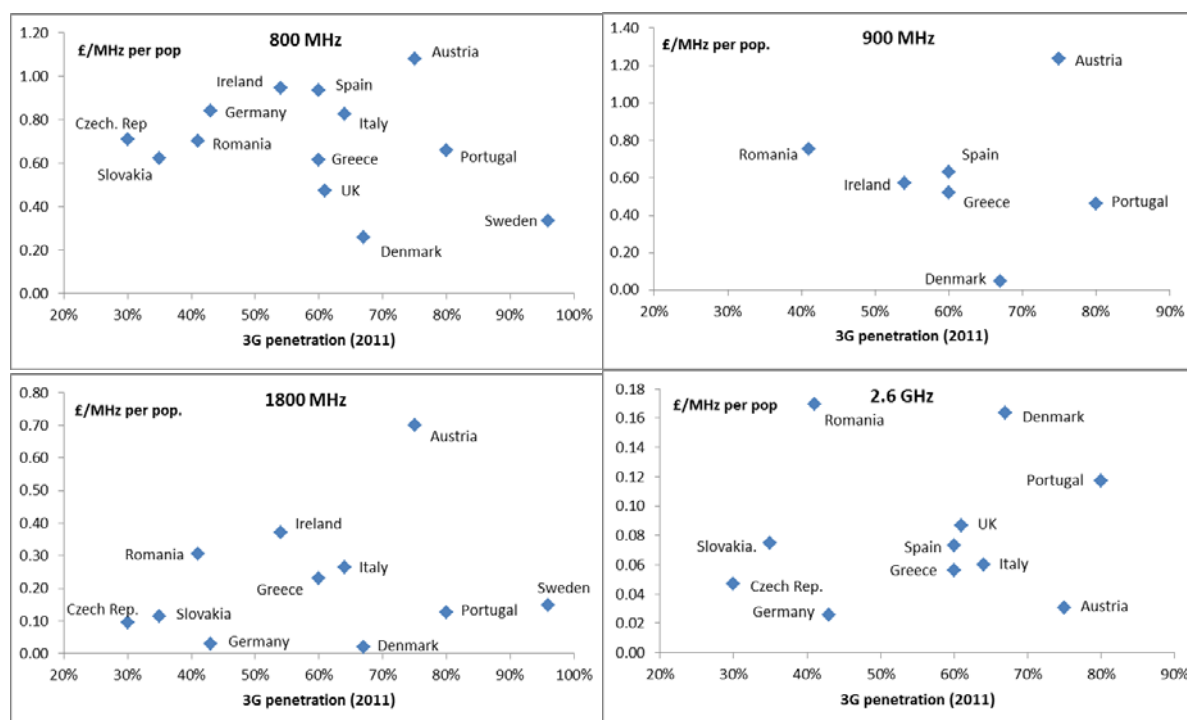 800 MHz
£/MHz per pop
1.20
1.00
0.80
0.60
0.40
0.20
0.00
Austria
Ireland
Spain
Germany
Italy
Czech. Rep
Romania
Slovakia
Greece
Portugal
UK
Sweden
Denmark
20% 30% 40% 50% 60% 70% 80% 90% 100%
3G penetration (2011)
900 MHz
£/MHz per pop.
1.40
1.20
1.00
0.80
0.60
0.40
0.20
0.00
Austria
Romania
Spain
Ireland
Greece
Portugal
Denmark
20% 30% 40% 50% 60% 70% 80% 90%
3G penetration (2011)
1800 MHz
£/MHz per pop.
0.80
0.70
0.60
0.50
0.40
0.30
0.20
0.10
0.00
Austria
Ireland
Romania
Italy
Greece
Sweden
Czech Rep.
Slovakia
Portugal
Germany
Denmark
20% 30% 40% 50% 60% 70% 80% 90% 100%
3G penetration (2011)
2.6 GHz
£/MHz per pop
0.18
0.16
0.14
0.12
0.10
0.08
0.06
0.04
0.02
0.00
Romania
Denmark
Portugal
UK
Slovakia.
Spain
Greece
Italy
Czech Rep.
Germany
Austria
20% 30% 40% 50% 60% 70% 80% 90%
3G penetration (2011)